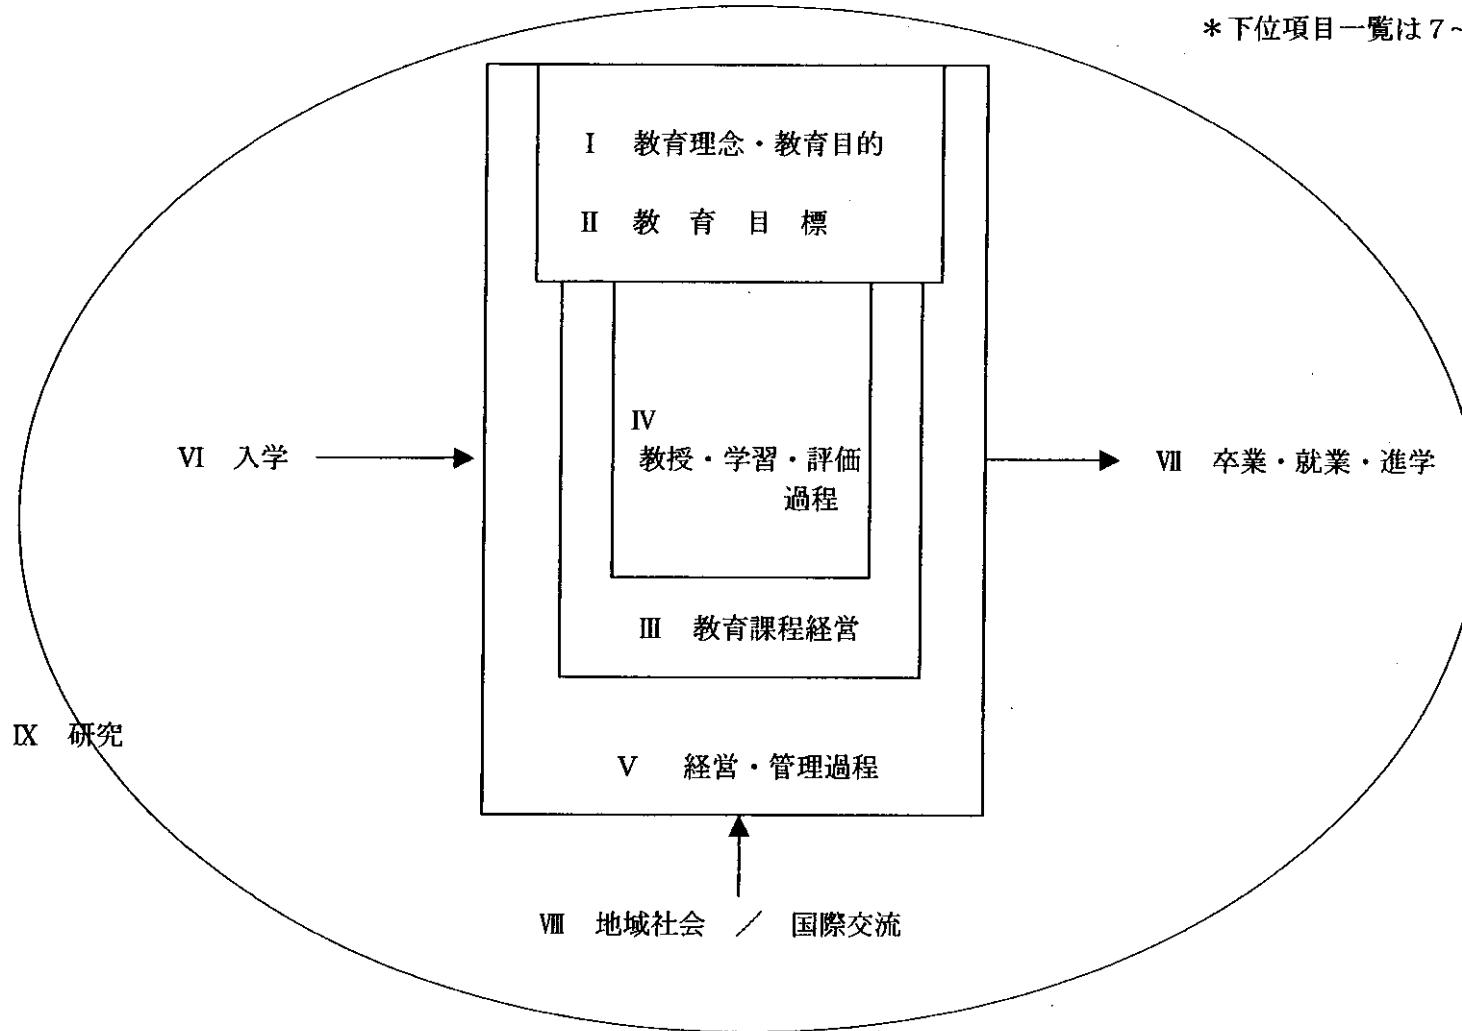 *下位項目一覧は7~
Ⅰ 教育理念・教育目的
Ⅱ 教育目標
Ⅳ
教授・学習・評価
過程
Ⅵ 入学
Ⅶ 卒業・就業・進学
Ⅲ 教育課程経営
Ⅸ 研究
Ⅴ 経営・管理過程
Ⅷ 地域社会 / 国際交流